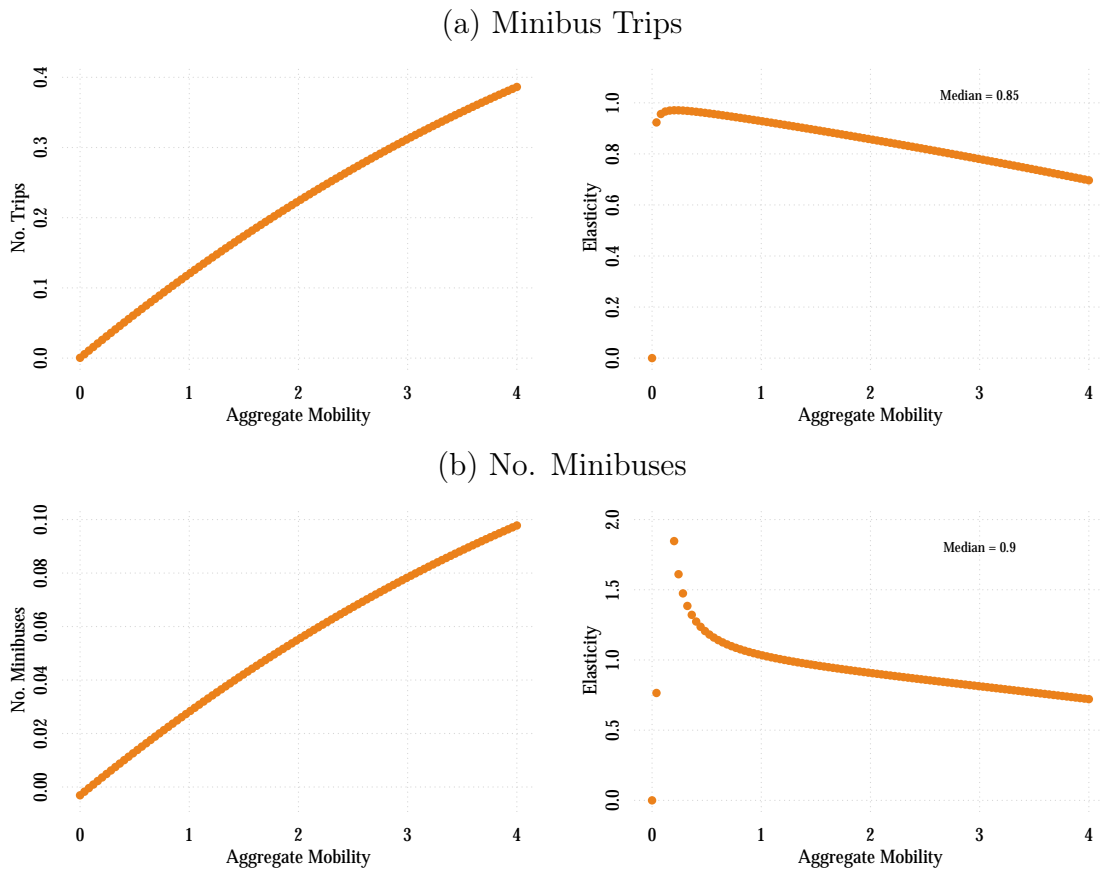 (a) Minibus Trips
No. Trips
0.4
0.3
0.2
0.1
0.0
0 1 2 3 4
Aggregate Mobility
Elasticity
1.0
0.8
0.6
0.4
0.2
0.0
Median = 0.85
0 1 2 3 4
Aggregate Mobility
(b) No. Minibuses
No. Minibuses
0.10
0.08
0.06
0.04
0.02
0.00
0 1 2 3 4
Aggregate Mobility
Elasticity
2.0
1.5
1.0
0.5
0.0
Median = 0.9
0 1 2 3 4
Aggregate Mobility